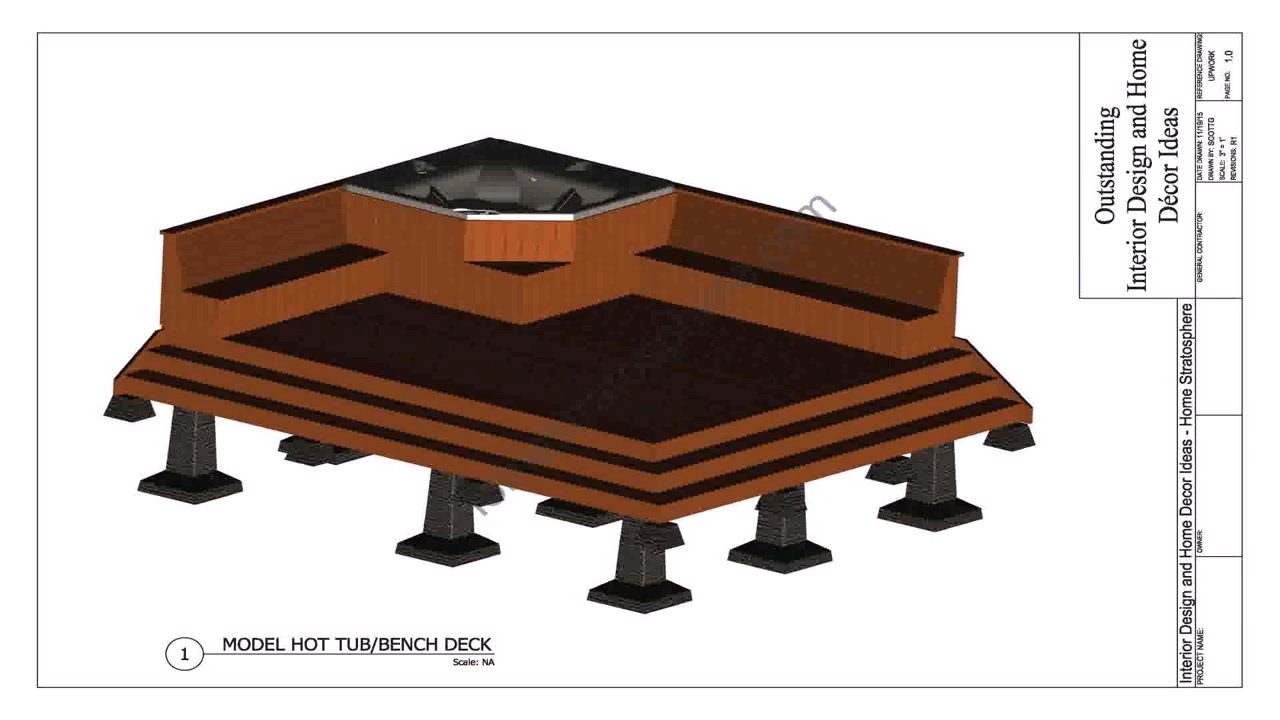 Outstanding
Interior Design and Home
Décor Ideas
REFERENCE DRAWING:
UPWORK
PAGE NO. 1.0
DATE DRAWN: 11/19/15
DRAWN BY: SCOTTG
SCALE: 3" = 1'
REVISIONS: R1
GENERAL CONTRACTOR:
OWNER:
PROJECT NAME:
Interior Design and Home Decor Ideas - Home Stratosphere
1
MODEL HOT TUB/BENCH DECK
Scale: NA